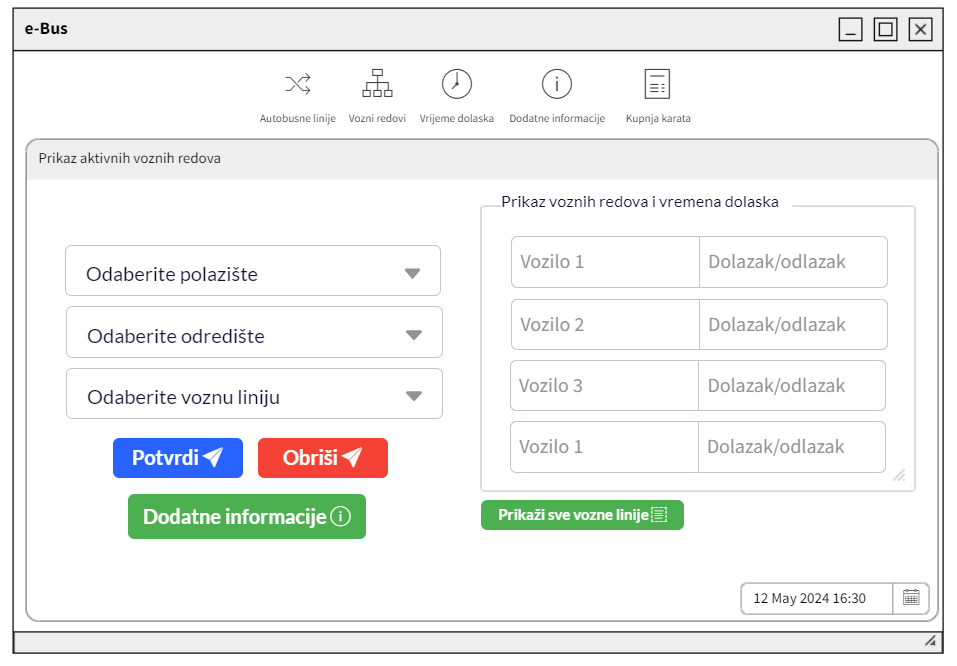 e-Bus
Autobusne linije
Vozni redovi
Vrijeme dolaska
Dodatne informacije
Kupnja karata
Prikaz aktivnih voznih redova
Odaberite polazište
Odaberite odredište
Odaberite voznu liniju
Potvrdi
Obriši
Dodatne informacije
Prikaz voznih redova i vremena dolaska
Vozilo 1 Dolazak/odlazak
Vozilo 2 Dolazak/odlazak
Vozilo 3 Dolazak/odlazak
Vozilo 1 Dolazak/odlazak
Prikaži sve vozne linije
12 May 2024 16:30